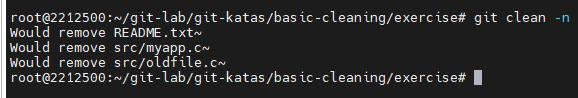 root@2212500:~/git-lab/git-katas/basic-cleaning/exercise# git clean -n
Would remove README.txt~
Would remove src/myapp.c~
Would remove src/oldfile.c~
root@2212500:~/git-lab/git-katas/basic-cleaning/exercise#